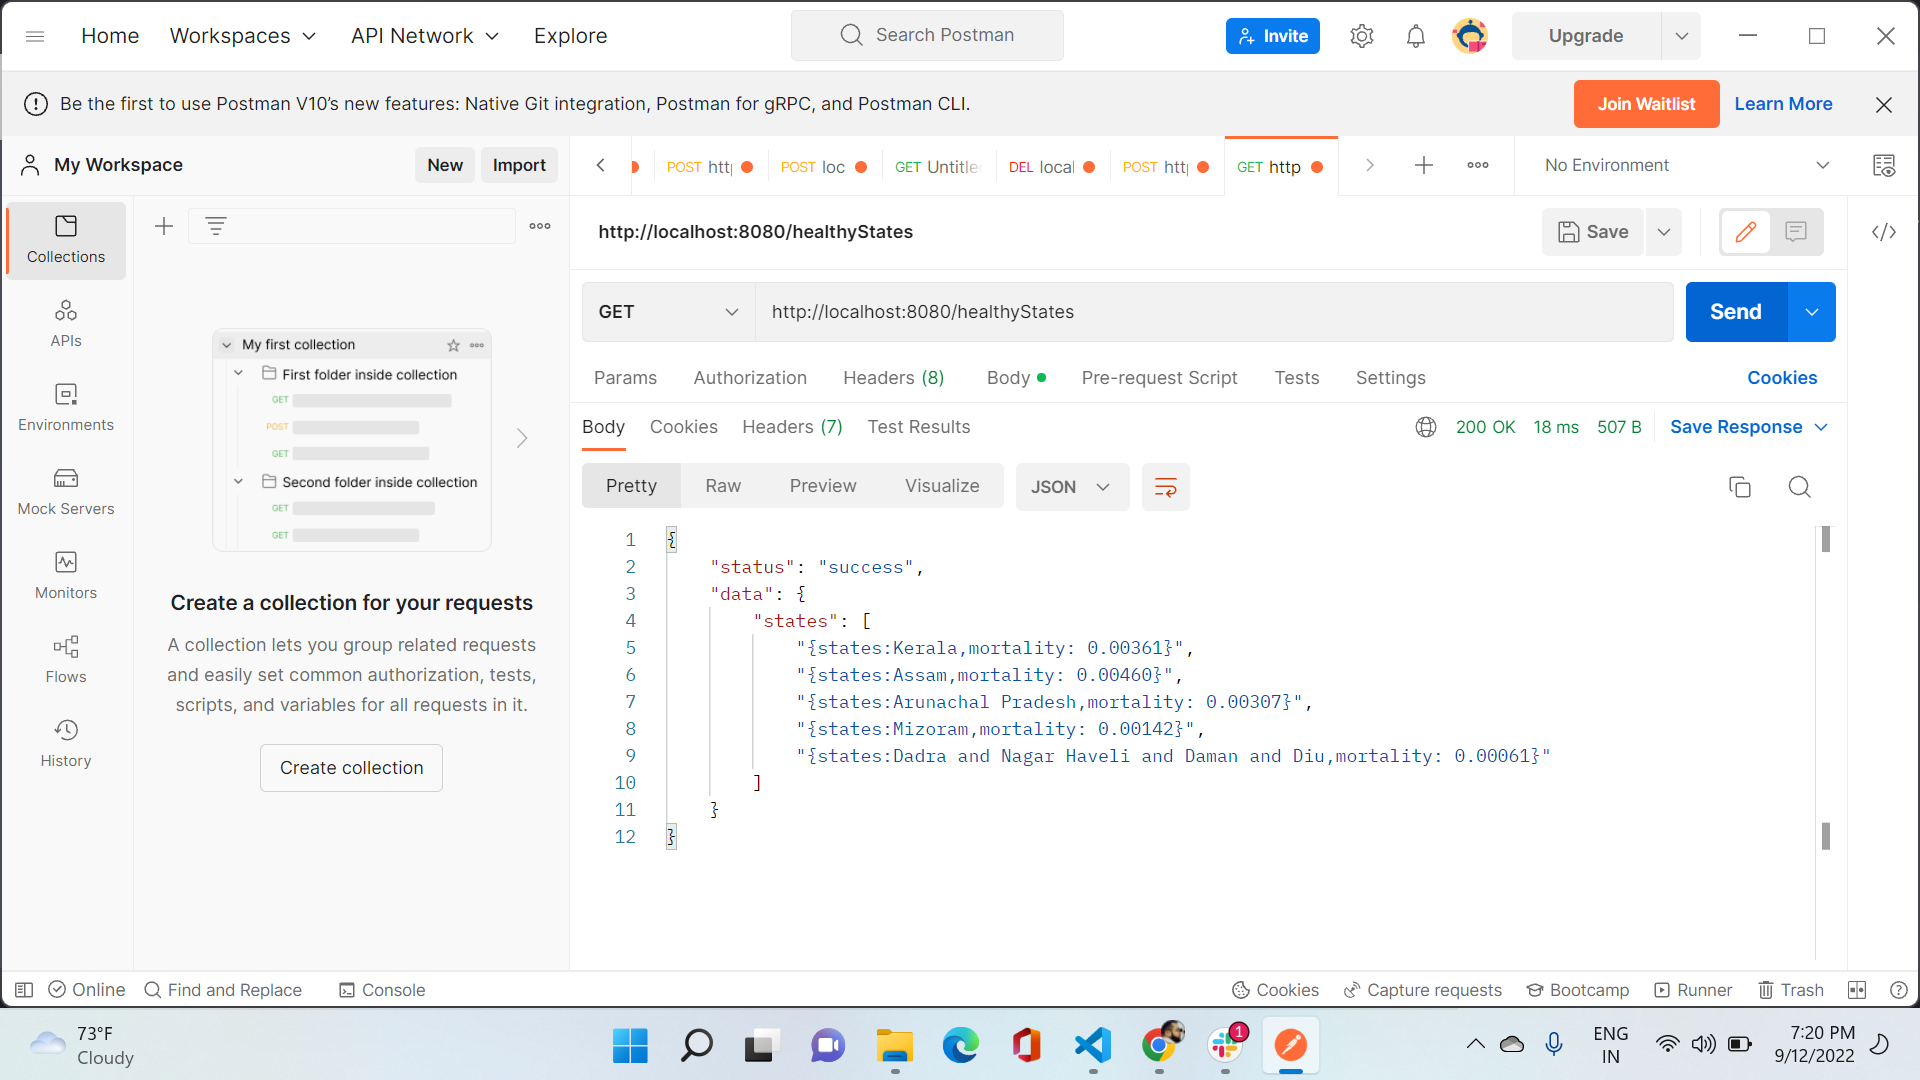 Home Workspaces API Network Explore Search Postman Invite Upgrade
Be the first to use Postman V10’s new features: Native Git integration, Postman for gRPC, and Postman CLI. Join Waitlist Learn More
My Workspace New Import POST POST loc GET DEL local POST GET http No Environment
Collections
APIs
Environments
Mock Servers
Monitors
Flows
History
My first collection
First folder inside collection
GET
POST
GET
Second folder inside collection
GET
GET
Create a collection for your requests
A collection lets you group related requests
and easily set common authorization, tests,
scripts, and variables for all requests in it.
Create collection
http://localhost:8080/healthyStates Save
GET http://localhost:8080/healthyStates Send
Params Authorization Headers (8) Body Pre-request Script Tests Settings Cookies
Body Cookies Headers (7) Test Results 200 OK 18 ms 507 B Save Response
Pretty Raw Preview Visualize JSON
1 {
2 "status": "success",
3 "data": {
4 "states": [
5 "{states:Kerala,mortality: 0.00361}",
6 "{states:Assam,mortality: 0.00460}",
7 "{states:Arunachal Pradesh,mortality: 0.00307}",
8 "{states:Mizoram,mortality: 0.00142}",
9 "{states:Dadra and Nagar Haveli and Daman and Diu,mortality: 0.00061}"
10 ]
11 }
12 }
Online Find and Replace Console Cookies Capture requests Bootcamp Runner Trash
73°F
Cloudy
1
ENG
IN
7:20 PM
9/12/2022